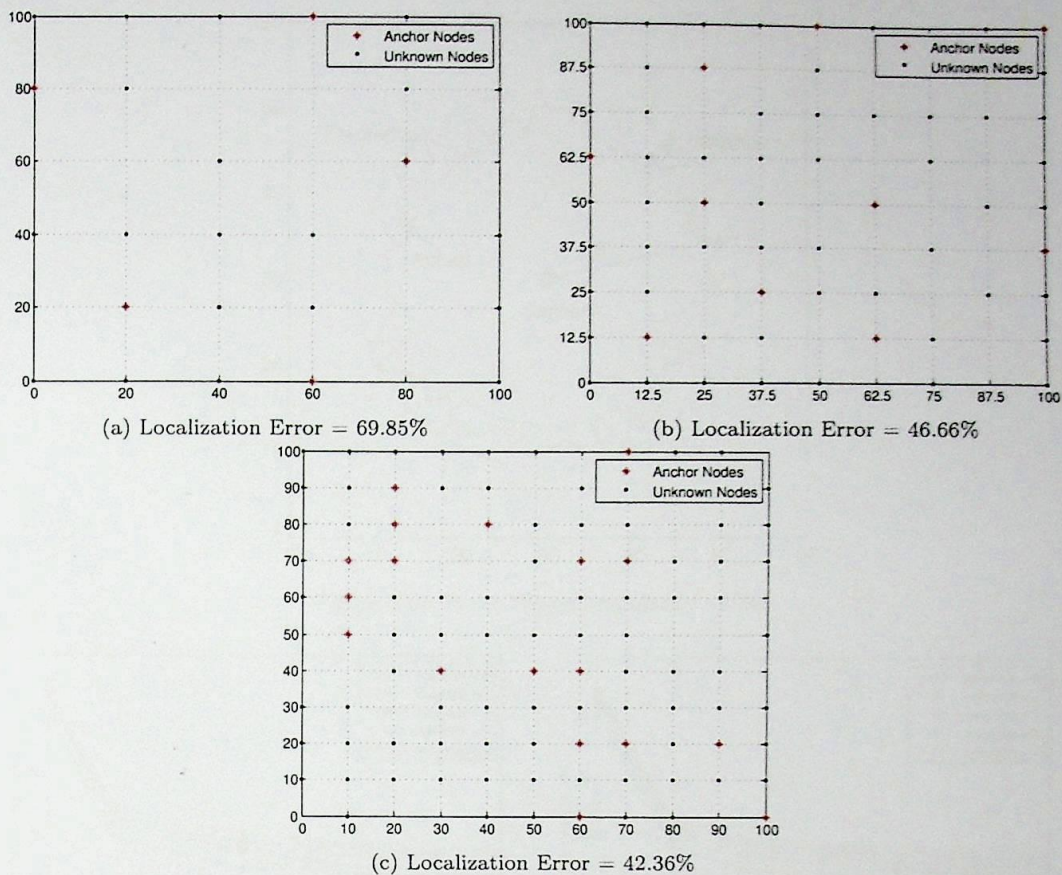 100
80
60
40
20
0
0 20 40 60 80 100
Anchor Nodes
Unknown Nodes
(a) Localization Error = 69.85%
100
87.5
75
62.5
50
37.5
25
12.5
0
0 12.5 25 37.5 50 62.5 75 87.5 100
Anchor Nodes
Unknown Nodes
(b) Localization Error = 46.66%
100
90
80
70
60
50
40
30
20
10
0
0 10 20 30 40 50 60 70 80 90 100
Anchor Nodes
Unknown Nodes
(c) Localization Error = 42.36%